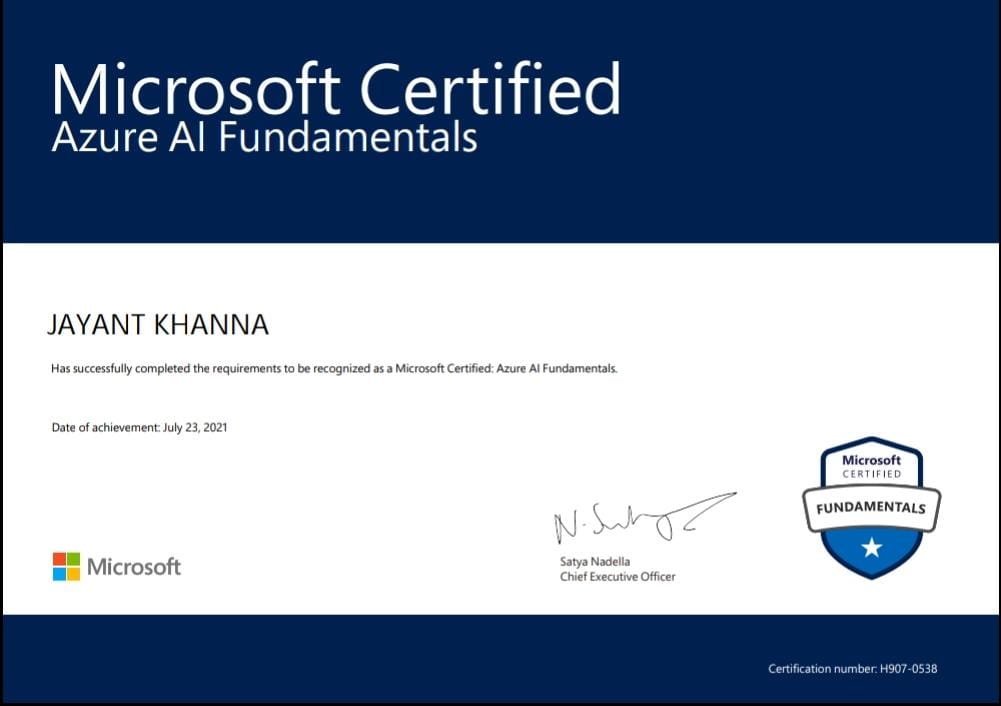 Microsoft Certified
Azure AI Fundamentals
JAYANT KHANNA
Has successfully completed the requirements to be recognized as a Microsoft Certified: Azure AI Fundamentals.
Date of achievement: July 23, 2021
Microsoft
CERTIFIED
FUNDAMENTALS
N. Satya
Satya Nadella
Chief Executive Officer
Microsoft
Certification number: H907-0538